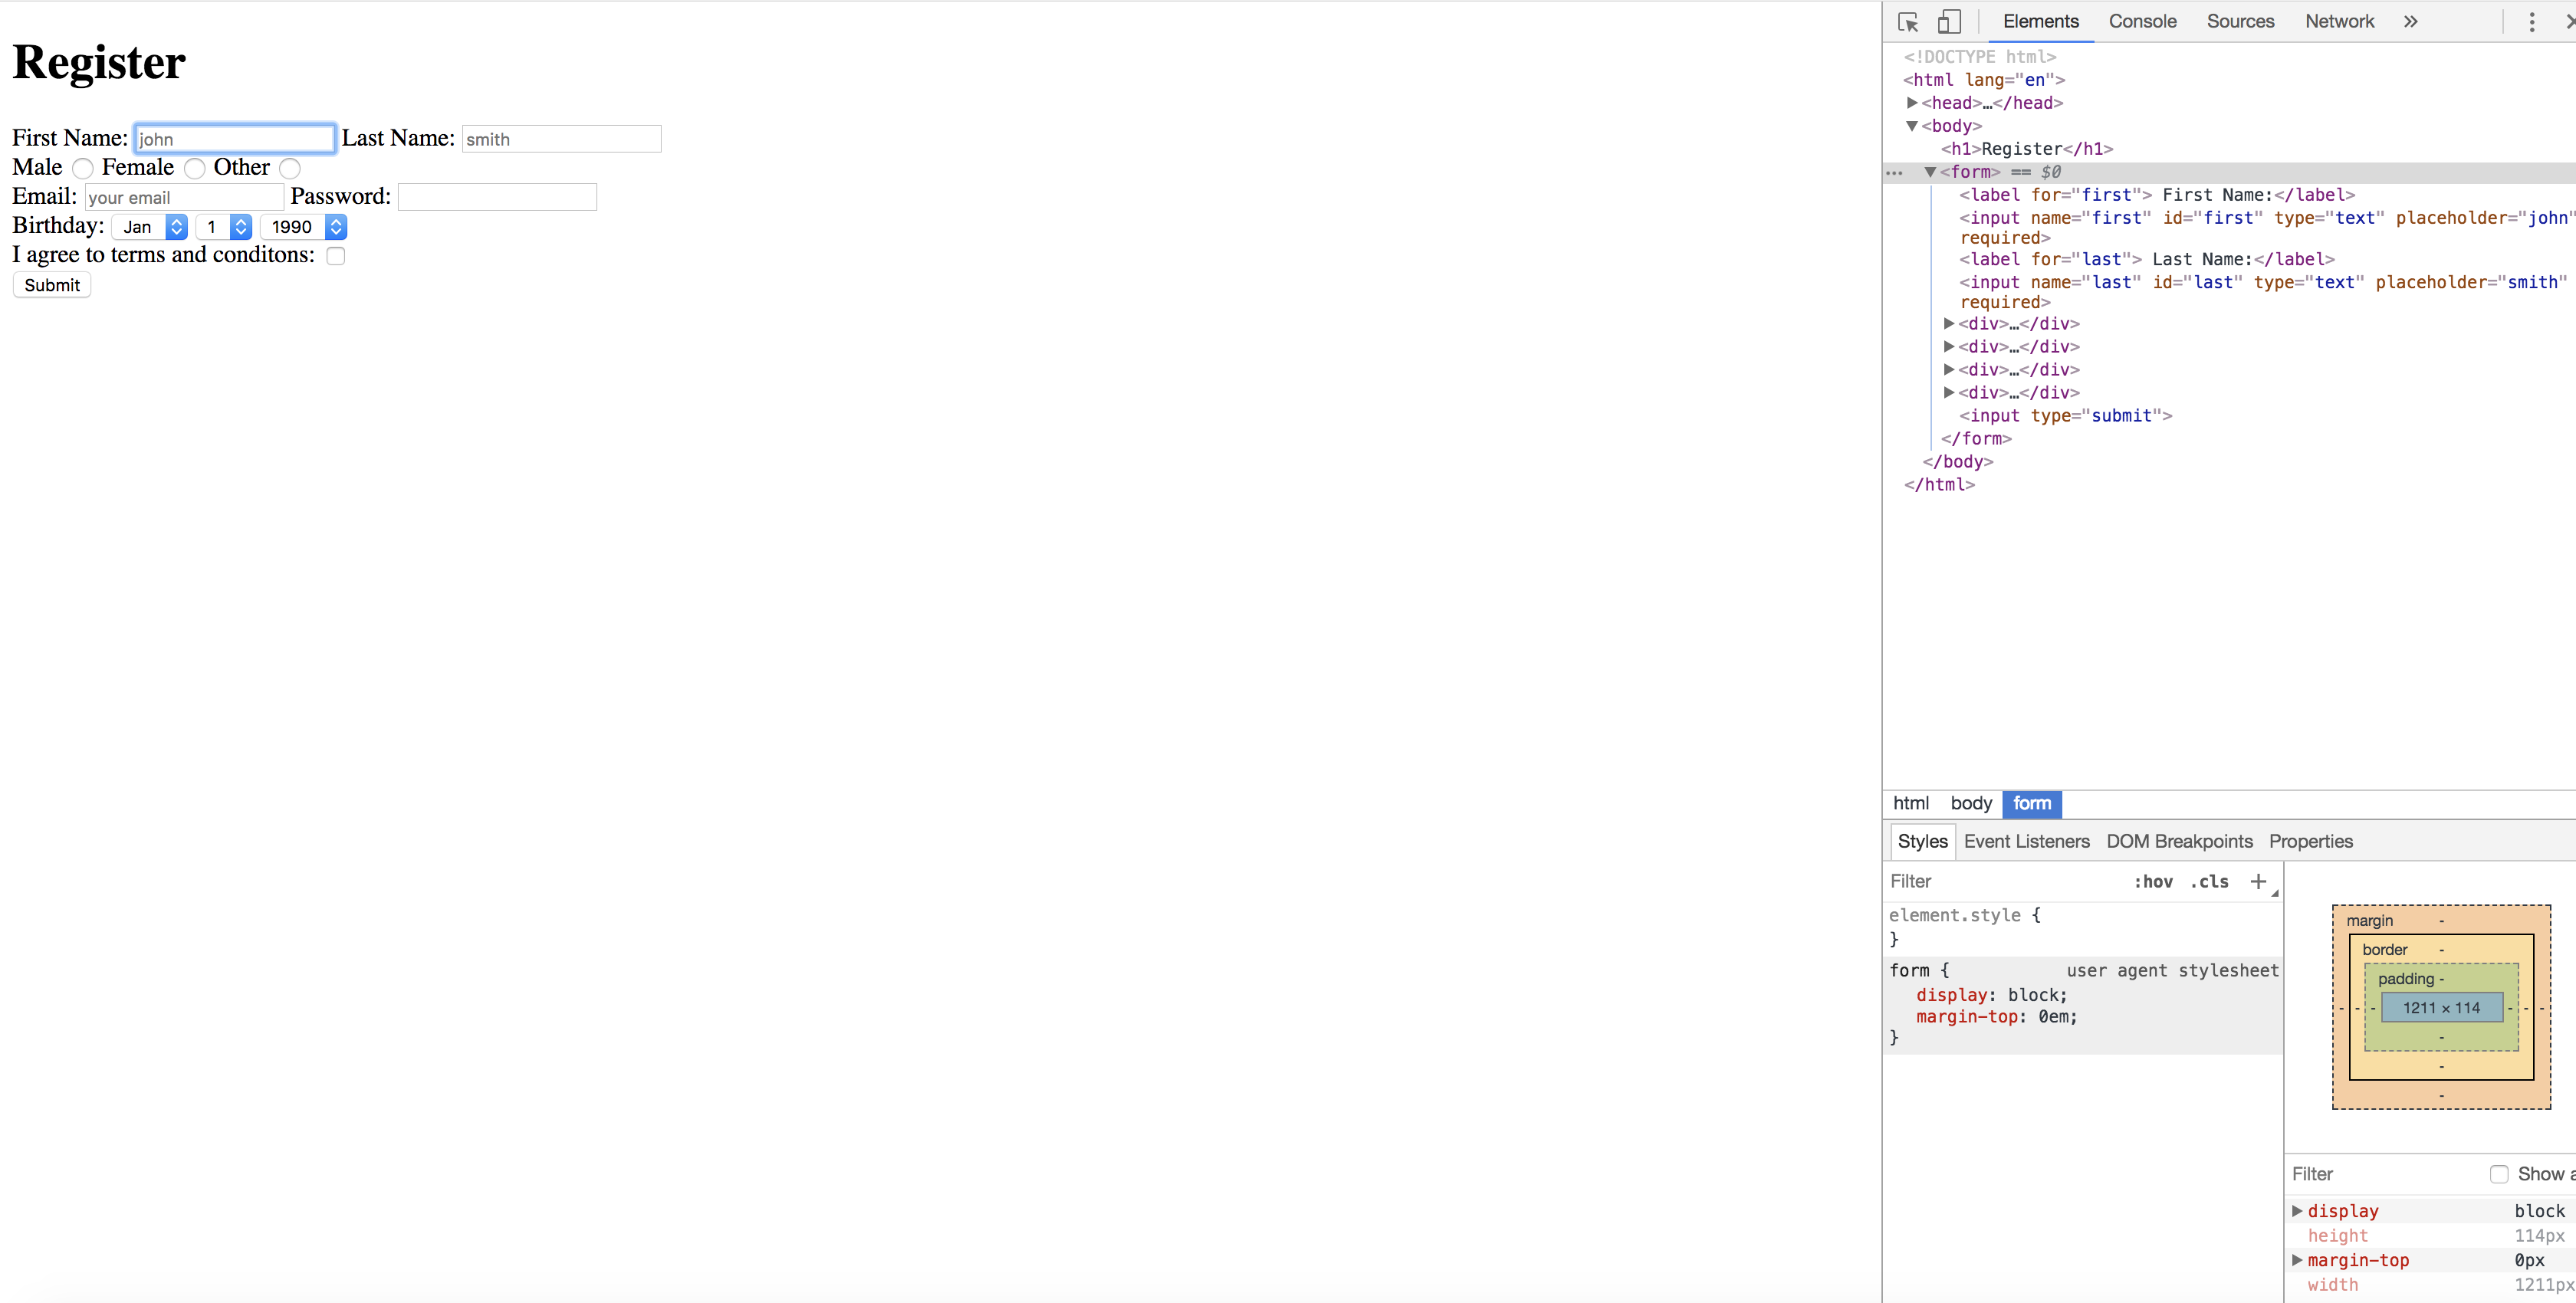 Register
First Name: john Last Name: smith
Male Female Other
Email: your email Password:
Birthday: Jan 1 1990
I agree to terms and conditons:
Submit
Elements Console Sources Network »
<!DOCTYPE html>
<html lang="en">
<head>…</head>
<body>
<h1>Register</h1>
<form> == $0
<label for="first"> First Name:</label>
<input name="first" id="first" type="text" placeholder="john"
required>
<label for="last"> Last Name:</label>
<input name="last" id="last" type="text" placeholder="smith"
required>
<div>…</div>
<div>…</div>
<div>…</div>
<div>…</div>
<input type="submit">
</form>
</body>
</html>
html body form
Styles Event Listeners DOM Breakpoints Properties
Filter :hov .cls +
element.style {
}
form { user agent stylesheet
display: block;
margin-top: 0em;
}
margin -
border -
padding -
- - - 1211 × 114 - - -
-
-
-
Filter Show a
display block
height 114px
margin-top 0px
width 1211px